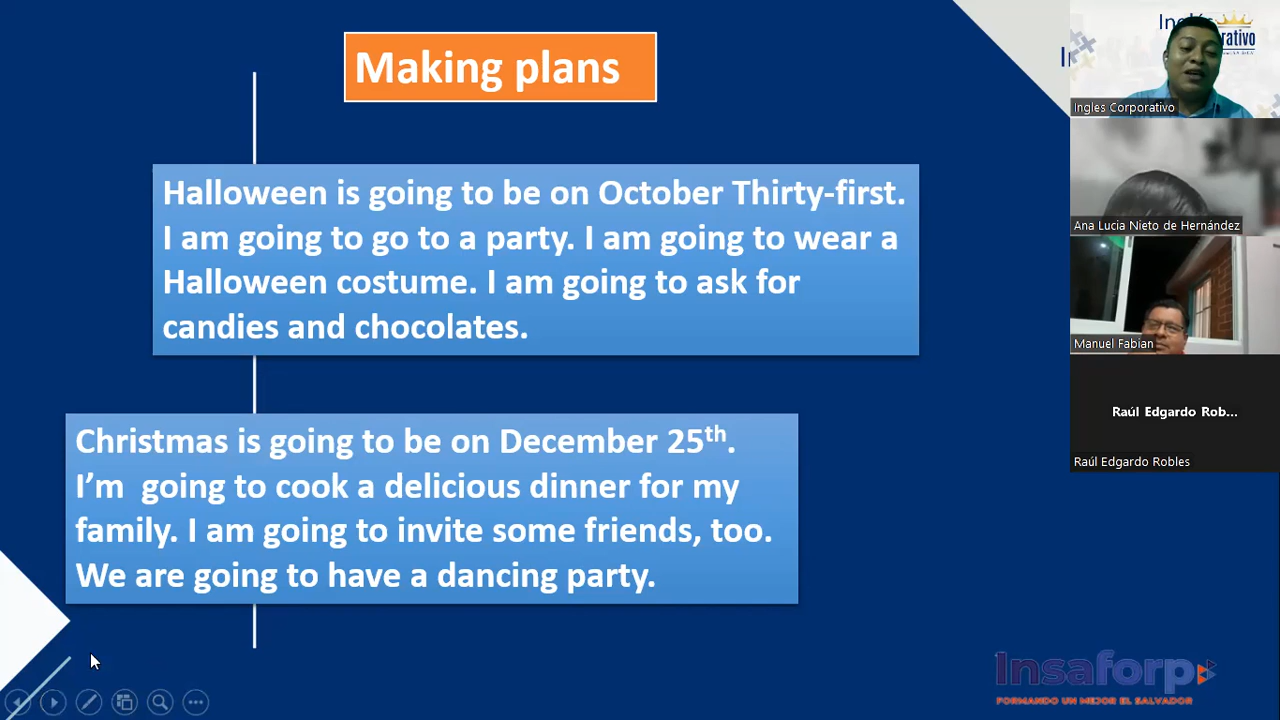 Making plans
Halloween is going to be on October Thirty-first.
I am going to go to a party. I am going to wear a
Halloween costume. I am going to ask for
candies and chocolates.
Christmas is going to be on December 25th.
I’m going to cook a delicious dinner for my
family. I am going to invite some friends, too.
We are going to have a dancing party.
Ingles Corporativo
Ana Lucia Nieto de Hernández
Manuel Fabian
Raúl Edgardo Rob...
Raúl Edgardo Robles
Insaforp
FORMANDO UN MEJOR EL SALVADOR